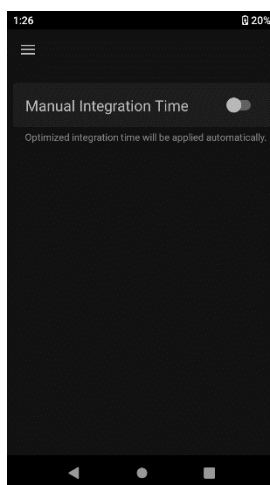 1:26 20%
Manual Integration Time
Optimized integration time will be applied automatically.